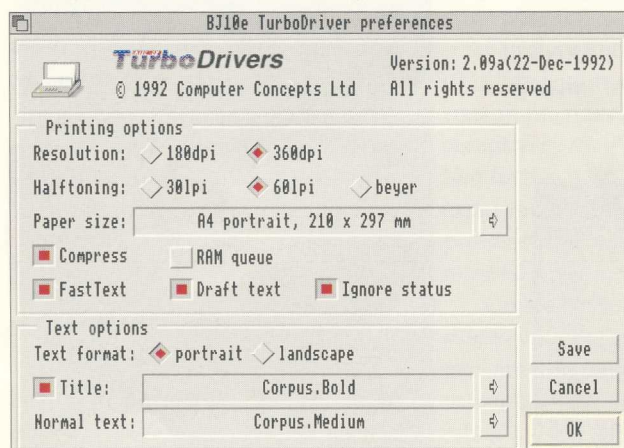 BJ10e TurboDriver preferences
TurboDrivers
Version: 2.09a(22-Dec-1992)
© 1992 Computer Concepts Ltd All rights reserved
Printing options
Resolution: 180dpi 360dpi
Halftoning: 30lpi 60lpi beyer
Paper size: A4 portrait, 210 x 297 mm
Compress RAM queue
FastText Draft text Ignore status
Text options
Text format: portrait landscape
Title: Corpus.Bold
Normal text: Corpus.Medium
Save
Cancel
OK